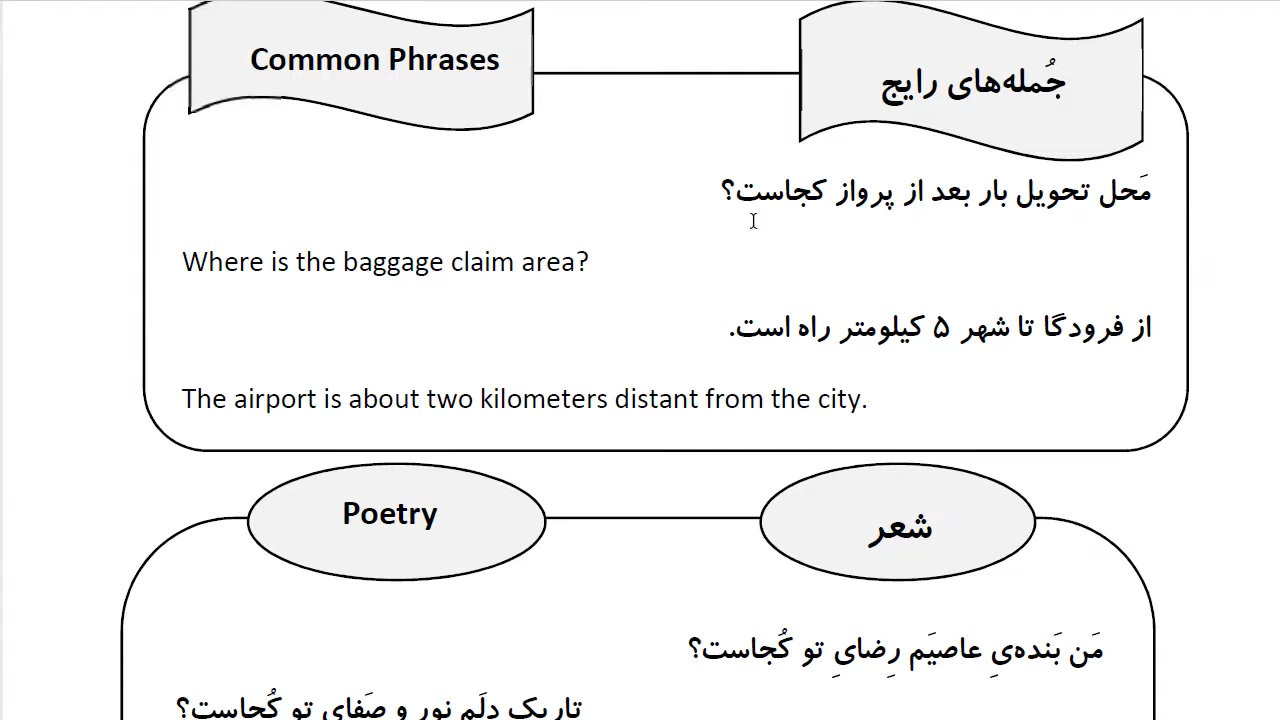 Common Phrases
جُمله‌های رایج
مَحل تحویل بار بعد از پرواز کجاست؟
Where is the baggage claim area?
از فرودگا تا شهر ۵ کیلومتر راه است.
The airport is about two kilometers distant from the city.
Poetry
شعر
مَن بَنده‌یِ عاصیَم رِضایِ تو کُجاست؟
تاریک دِلَم نور و صَفای تو کُجاست؟